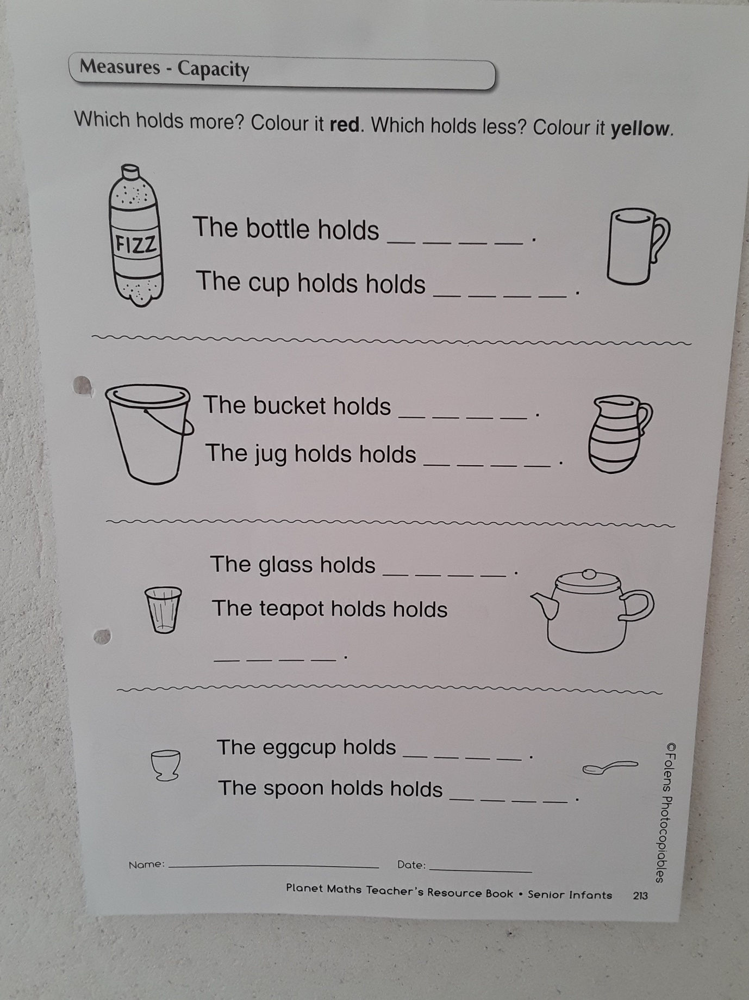 Measures - Capacity
Which holds more? Colour it red. Which holds less? Colour it yellow.
FIZZ
The bottle holds __ __ __ __ .
The cup holds holds __ __ __ __ .
The bucket holds __ __ __ __ .
The jug holds holds __ __ __ __ .
The glass holds __ __ __ __ .
The teapot holds holds
__ __ __ __ .
The eggcup holds __ __ __ __ .
The spoon holds holds __ __ __ __ .
©Folens Photocopiables
Name: ____________ Date: ____________
Planet Maths Teacher's Resource Book • Senior Infants 213